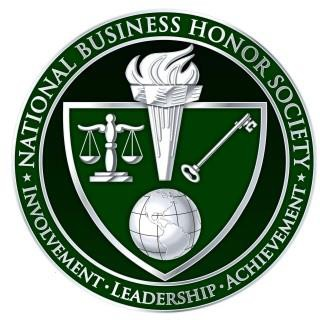 NATIONAL BUSINESS HONOR SOCIETY
INVOLVEMENT · LEADERSHIP · ACHIEVEMENT